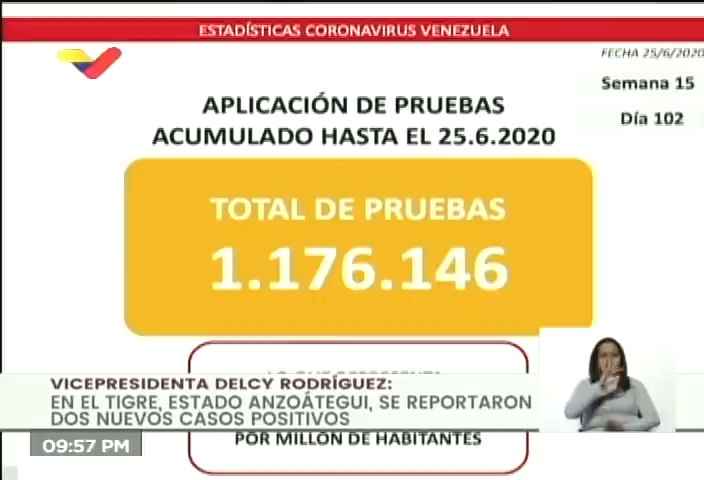 ESTADÍSTICAS CORONAVIRUS VENEZUELA
FECHA 25/6/2020
Semana 15
Día 102
APLICACIÓN DE PRUEBAS
ACUMULADO HASTA EL 25.6.2020
TOTAL DE PRUEBAS
1.176.146
VICEPRESIDENTA DELCY RODRÍGUEZ:
EN EL TIGRE, ESTADO ANZOÁTEGUI, SE REPORTARON
DOS NUEVOS CASOS POSITIVOS
POR MILLÓN DE HABITANTES
09:57 PM